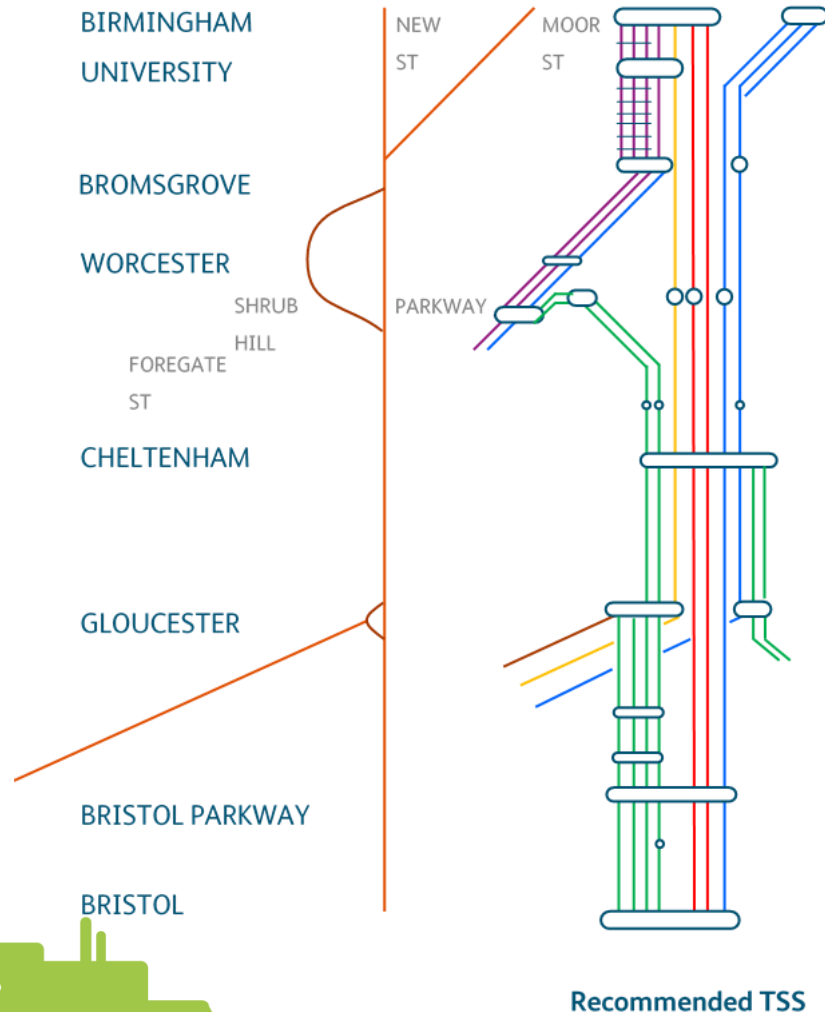 BIRMINGHAM
NEW
ST
MOOR
ST
UNIVERSITY
BROMSGROVE
WORCESTER
SHRUB
HILL
PARKWAY
FOREGATE
ST
CHELTENHAM
GLOUCESTER
BRISTOL PARKWAY
BRISTOL
Recommended TSS